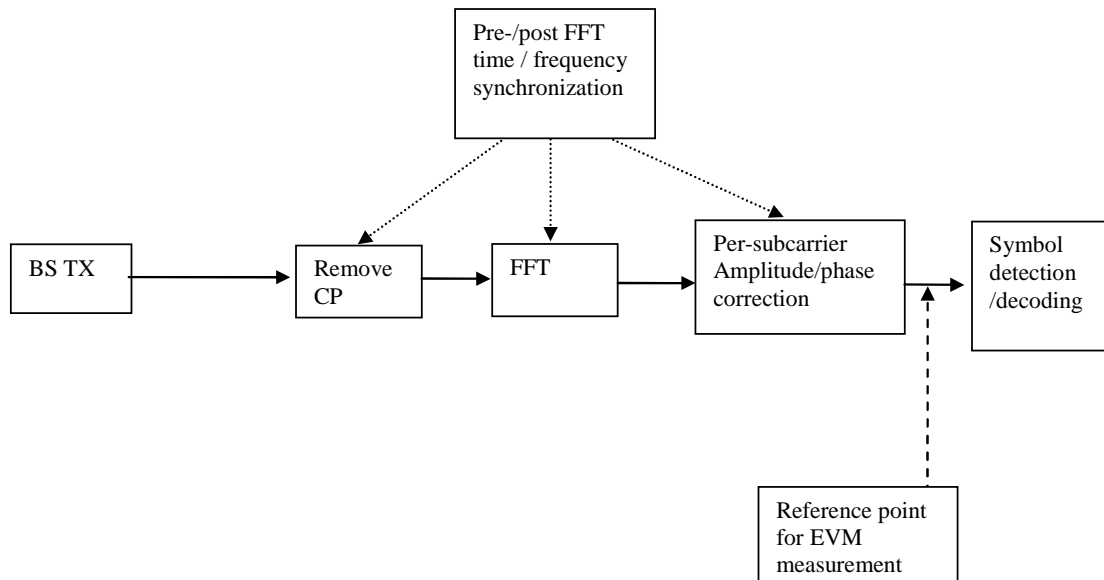 Pre-/post FFT
time / frequency
synchronization
BS TX
Remove
CP
FFT
Per-subcarrier
Amplitude/phase
correction
Symbol
detection
/decoding
Reference point
for EVM
measurement